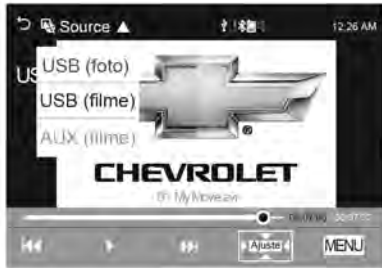 Source ▲ 12:26 AM
US
USB (foto)
USB (filme)
AUX (filme)
®
CHEVROLET
Ajuste MENU